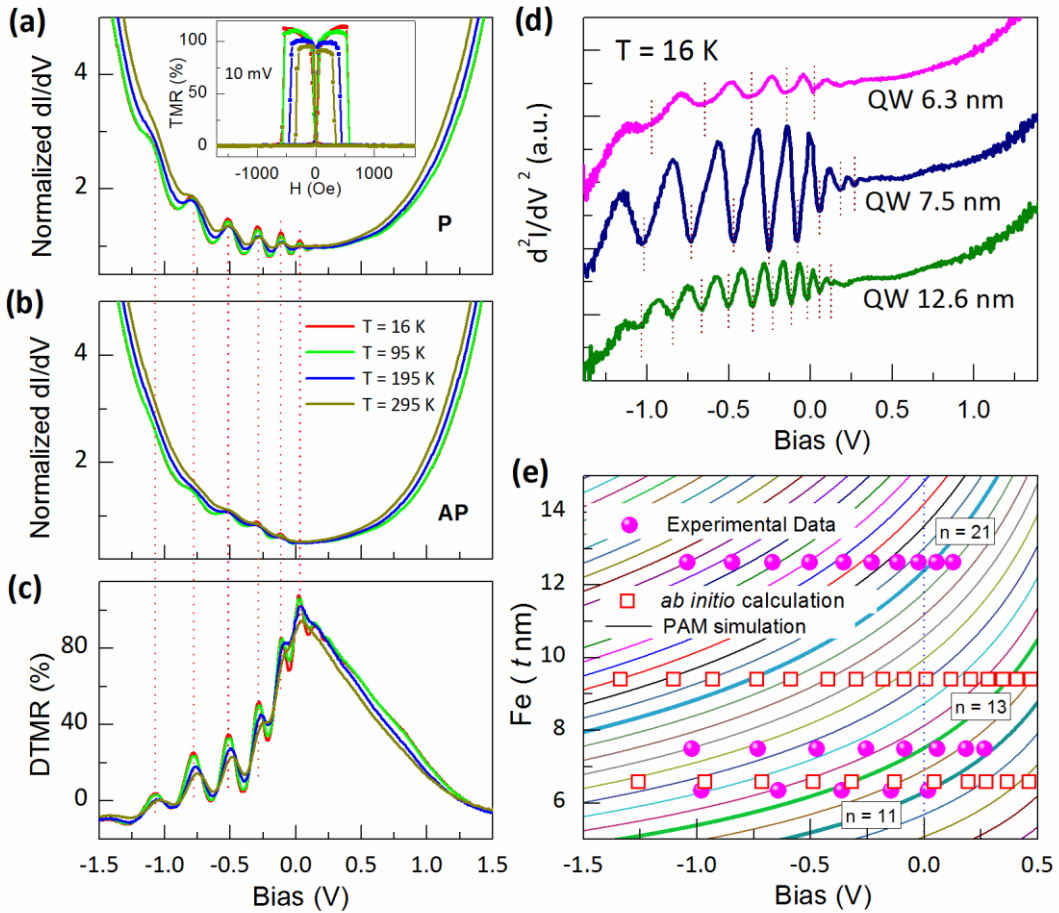 (a)
Normalized dI/dV
4
2
TMR (%)
100
50
0
10 mV
-1000
0
1000
H (Oe)
P
(b)
Normalized dI/dV
4
2
T = 16 K
T = 95 K
T = 195 K
T = 295 K
AP
(c)
DTMR (%)
80
40
0
-1.5
-1.0
-0.5
0.0
0.5
1.0
1.5
Bias (V)
(d)
T = 16 K
d²I/dV² (a.u.)
QW 6.3 nm
QW 7.5 nm
QW 12.6 nm
-1.0
-0.5
0.0
0.5
1.0
Bias (V)
(e)
Fe ( t nm)
14
12
10
8
6
Experimental Data
n = 21
ab initio calculation
PAM simulation
n = 13
n = 11
-1.5
-1.0
-0.5
0.0
0.5
Bias (V)